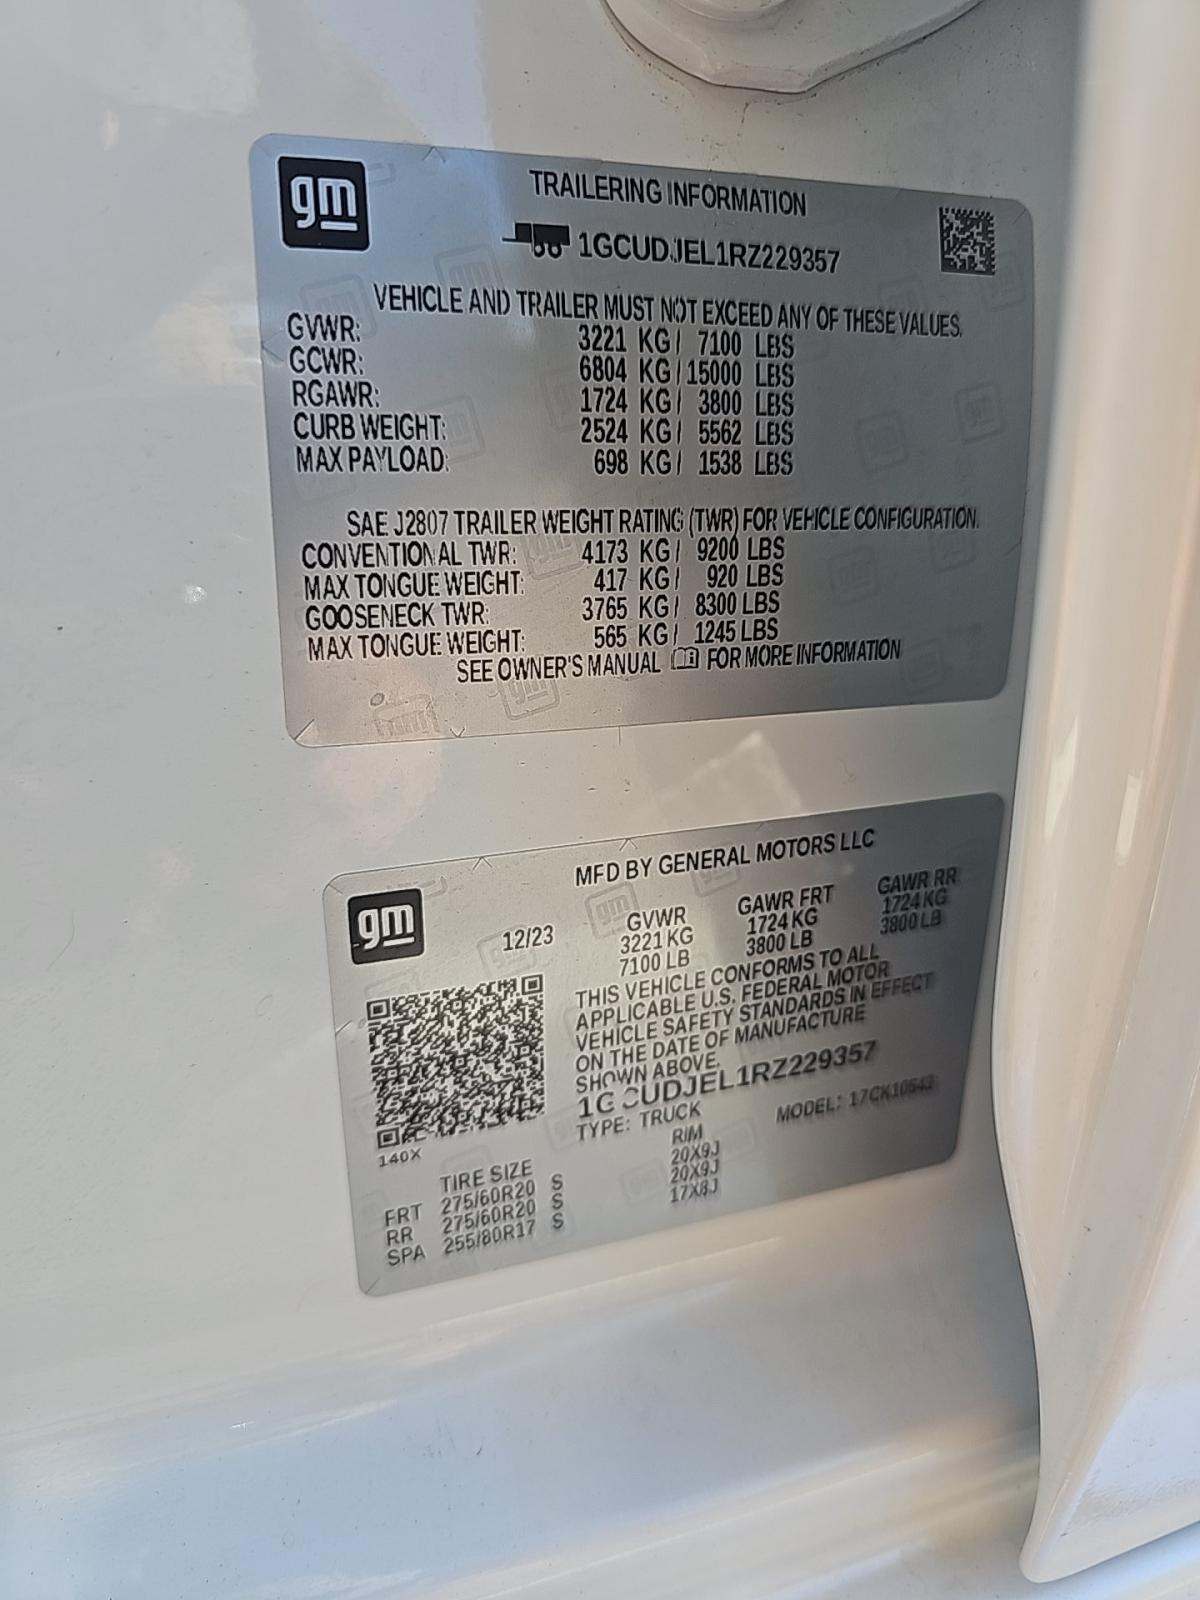 gm
TRAILERING INFORMATION
1GCUDJEL1RZ229357
VEHICLE AND TRAILER MUST NOT EXCEED ANY OF THESE VALUES.
GVWR: 3221 KG/ 7100 LBS
GCWR: 6804 KG/ 15000 LBS
RGAWR: 1724 KG/ 3800 LBS
CURB WEIGHT: 2524 KG/ 5562 LBS
MAX PAYLOAD: 698 KG/ 1538 LBS
SAE J2807 TRAILER WEIGHT RATING (TWR) FOR VEHICLE CONFIGURATION.
CONVENTIONAL TWR: 4173 KG/ 9200 LBS
MAX TONGUE WEIGHT: 417 KG/ 920 LBS
GOOSENECK TWR: 3765 KG/ 8300 LBS
MAX TONGUE WEIGHT: 565 KG/ 1245 LBS
SEE OWNER'S MANUAL FOR MORE INFORMATION
gm
MFD BY GENERAL MOTORS LLC
12/23
GVWR GAWR FRT GAWR RR
3221 KG 1724 KG 1724 KG
7100 LB 3800 LB 3800 LB
THIS VEHICLE CONFORMS TO ALL
APPLICABLE U.S. FEDERAL MOTOR
VEHICLE SAFETY STANDARDS IN EFFECT
ON THE DATE OF MANUFACTURE
SHOWN ABOVE.
1GCUDJEL1RZ229357
TYPE: TRUCK MODEL: 17CK10543
140X
TIRE SIZE RIM
FRT 275/60R20 S 20X9J
RR 275/60R20 S 20X9J
SPA 255/80R17 S 17X8J